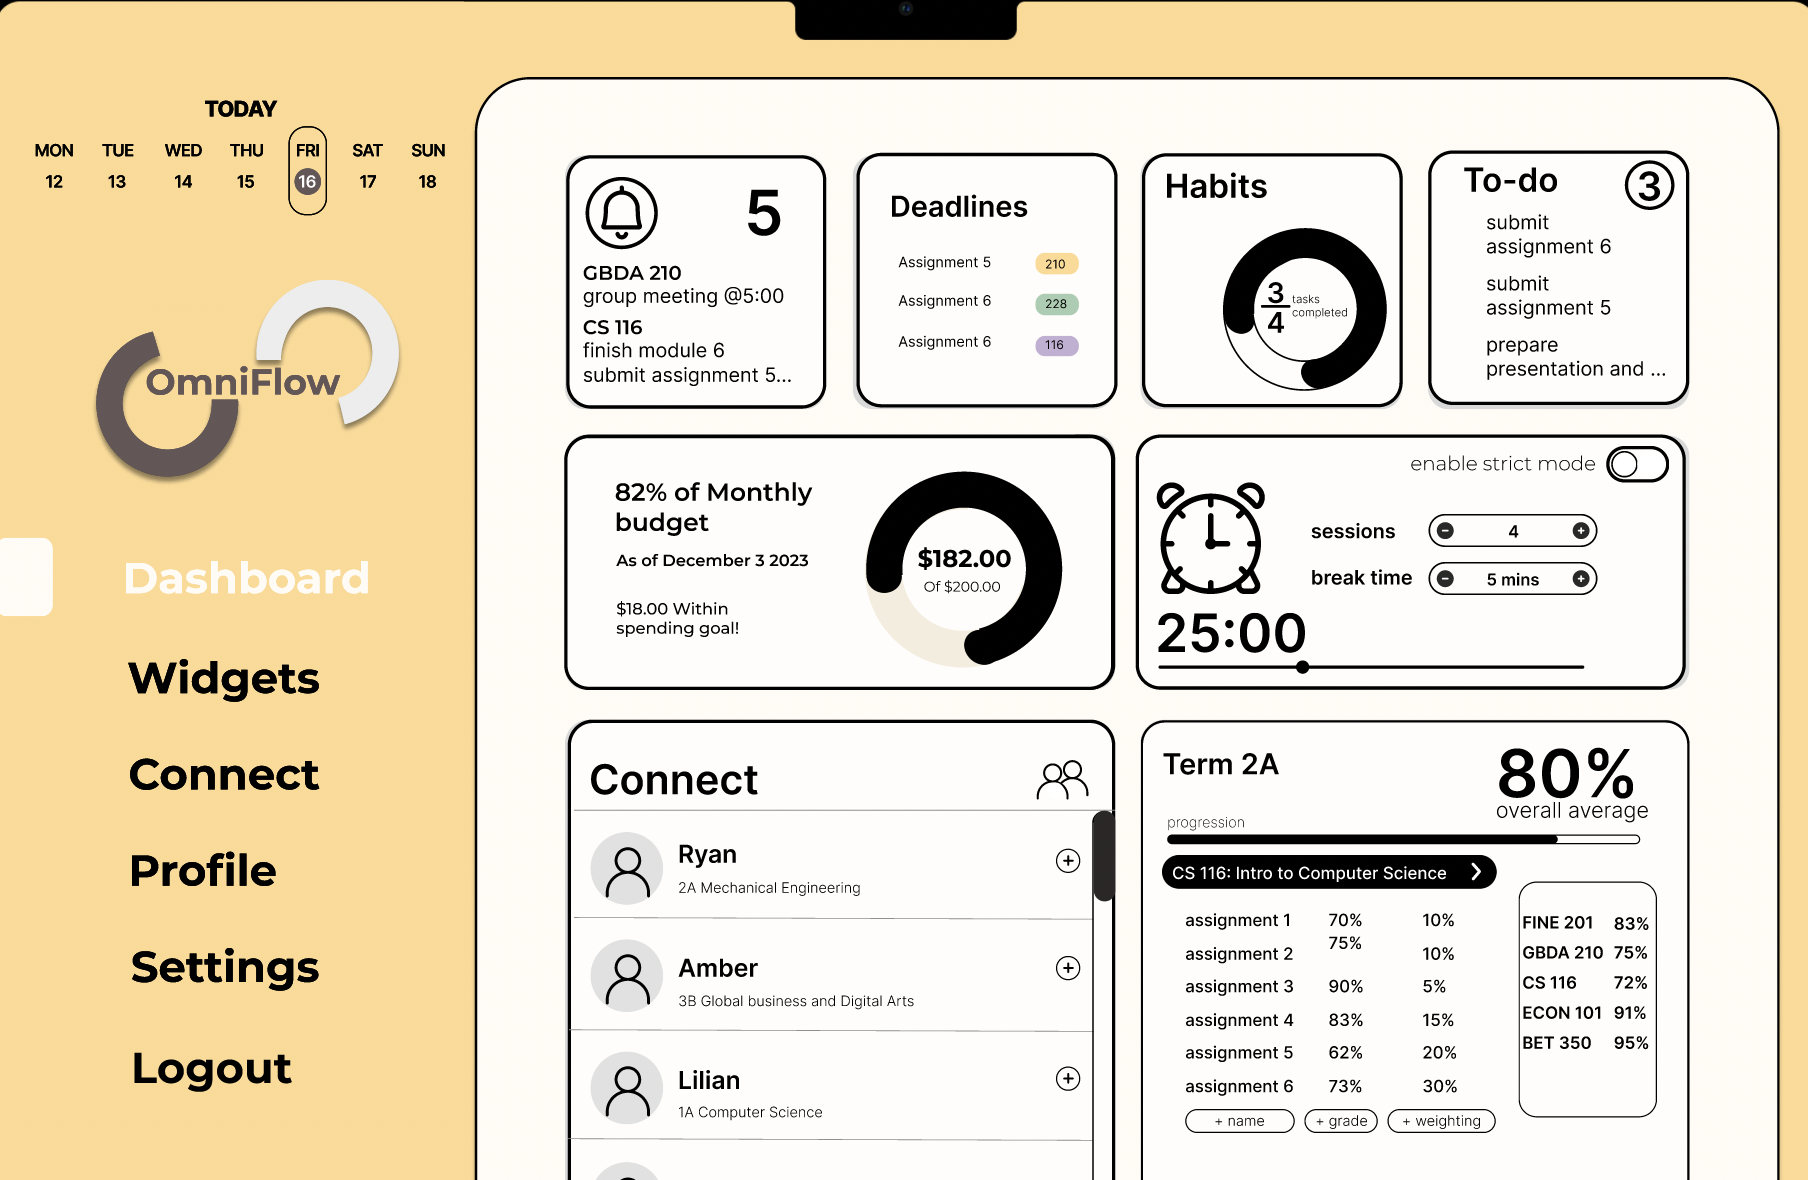 TODAY
MON TUE WED THU FRI SAT SUN
12 13 14 15 16 17 18
OmniFlow
Dashboard
Widgets
Connect
Profile
Settings
Logout
5
GBDA 210
group meeting @5:00
CS 116
finish module 6
submit assignment 5...
Deadlines
Assignment 5 210
Assignment 6 228
Assignment 6 116
Habits
3
4
tasks
completed
To-do 3
submit
assignment 6
submit
assignment 5
prepare
presentation and ...
82% of Monthly
budget
As of December 3 2023
$18.00 Within
spending goal!
$182.00
Of $200.00
enable strict mode
sessions 4
break time 5 mins
25:00
Connect
Ryan
2A Mechanical Engineering
Amber
3B Global business and Digital Arts
Lilian
1A Computer Science
Term 2A
80%
overall average
progression
CS 116: Intro to Computer Science
assignment 1 70% 10%
assignment 2 75% 10%
assignment 3 90% 5%
assignment 4 83% 15%
assignment 5 62% 20%
assignment 6 73% 30%
+ name + grade + weighting
FINE 201 83%
GBDA 210 75%
CS 116 72%
ECON 101 91%
BET 350 95%